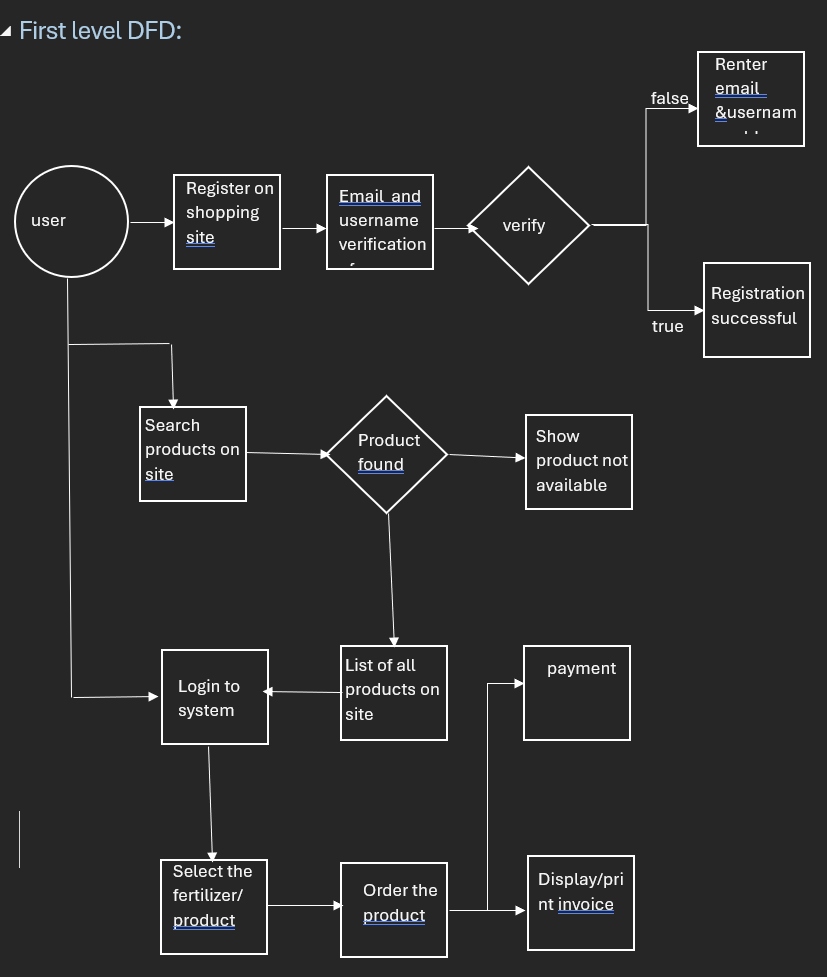 First level DFD:
Renter
email
&usernam
false
user
Register on
shopping
site
Email and
username
verification
verify
Registration
successful
true
Search
products on
site
Product
found
Show
product not
available
Login to
system
List of all
products on
site
payment
Select the
fertilizer/
product
Order the
product
Display/pri
nt invoice